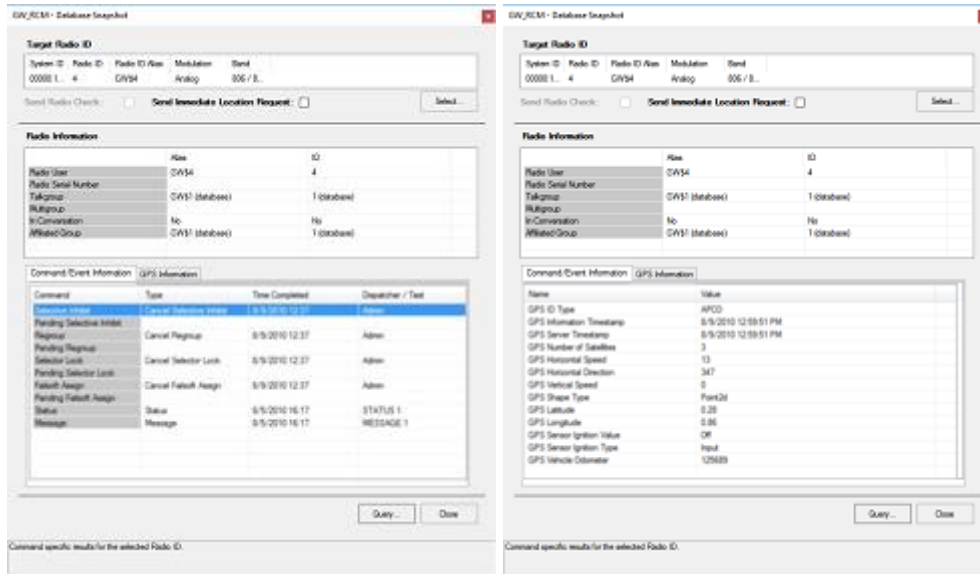 GW_RCM - Database Snapshot
Target Radio ID
System ID Radio ID Radio ID Alias Modulation Band
00000:1... 4 GW$4 Analog 006 / 0...
Send Radio Check: Send Immediate Location Request: Select...
Radio Information
Alias ID
Radio User GW$4 4
Radio Serial Number
Talkgroup GW$1 (database) 1 (database)
Multigroup
In Conversation No No
Affiliated Group GW$1 (database) 1 (database)
Command/Event Information GPS Information
Command Type Time Completed Dispatcher / Text
Selective Inhibit Cancel Selective Inhibit 8/9/2010 12:37 Admin
Pending Selective Inhibit
Regroup Cancel Regroup 8/9/2010 12:37 Admin
Pending Regroup
Selector Lock Cancel Selector Lock 8/9/2010 12:37 Admin
Pending Selector Lock
Failsoft Assign Cancel Failsoft Assign 8/9/2010 12:37 Admin
Pending Failsoft Assign
Status Status 8/5/2010 16:17 STATUS 1
Message Message 8/5/2010 16:17 MESSAGE 1
Query... Close
Command specific results for the selected Radio ID.
GW_RCM - Database Snapshot
Target Radio ID
System ID Radio ID Radio ID Alias Modulation Band
00000:1... 4 GW$4 Analog 006 / 0...
Send Radio Check: Send Immediate Location Request: Select...
Radio Information
Alias ID
Radio User GW$4 4
Radio Serial Number
Talkgroup GW$1 (database) 1 (database)
Multigroup
In Conversation No No
Affiliated Group GW$1 (database) 1 (database)
Command/Event Information GPS Information
Name Value
GPS ID Type APCO
GPS Information Timestamp 8/9/2010 12:59:51 PM
GPS Server Timestamp 8/9/2010 12:59:51 PM
GPS Number of Satellites 3
GPS Horizontal Speed 13
GPS Horizontal Direction 347
GPS Vertical Speed 0
GPS Shape Type Point2d
GPS Latitude 0.28
GPS Longitude 0.86
GPS Sensor Ignition Value Off
GPS Sensor Ignition Type Input
GPS Vehicle Odometer 125689
Query... Close
Command specific results for the selected Radio ID.